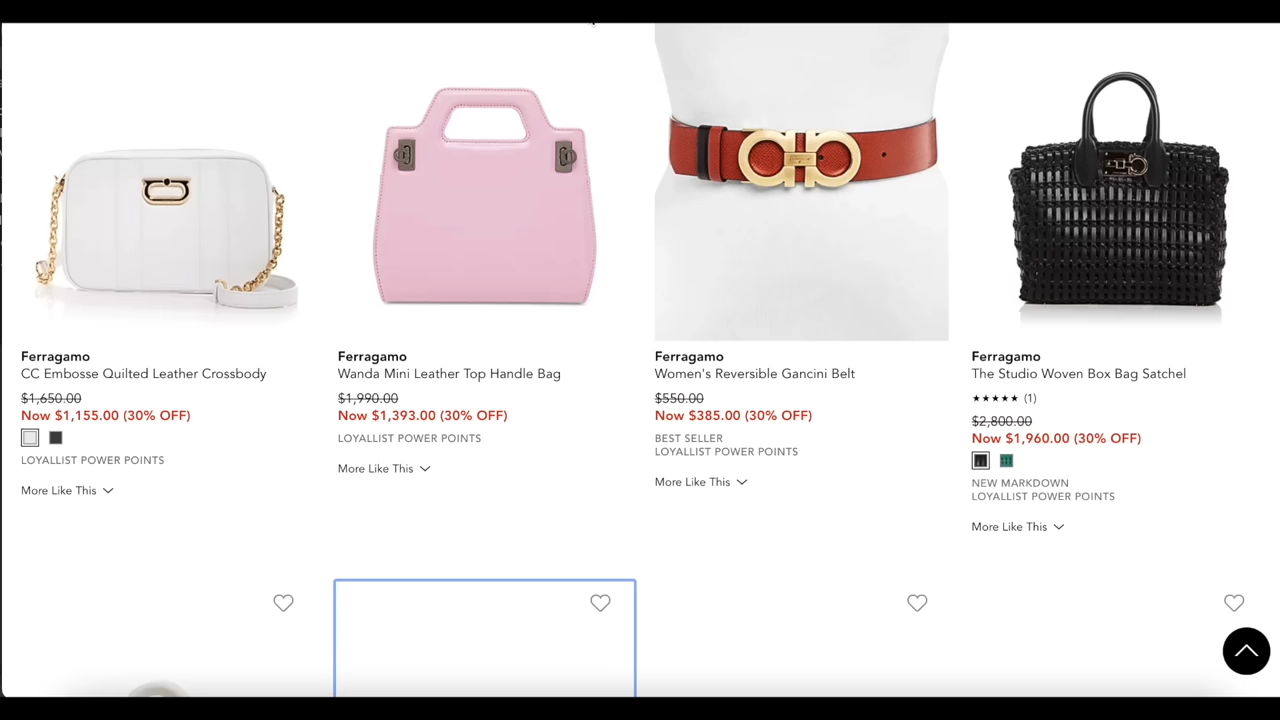 Ferragamo
CC Embosse Quilted Leather Crossbody
$1,650.00
Now $1,155.00 (30% OFF)
LOYALLIST POWER POINTS
More Like This
Ferragamo
Wanda Mini Leather Top Handle Bag
$1,990.00
Now $1,393.00 (30% OFF)
LOYALLIST POWER POINTS
More Like This
Ferragamo
Women's Reversible Gancini Belt
$550.00
Now $385.00 (30% OFF)
BEST SELLER
LOYALLIST POWER POINTS
More Like This
Ferragamo
The Studio Woven Box Bag Satchel
★★★★★ (1)
$2,800.00
Now $1,960.00 (30% OFF)
NEW MARKDOWN
LOYALLIST POWER POINTS
More Like This